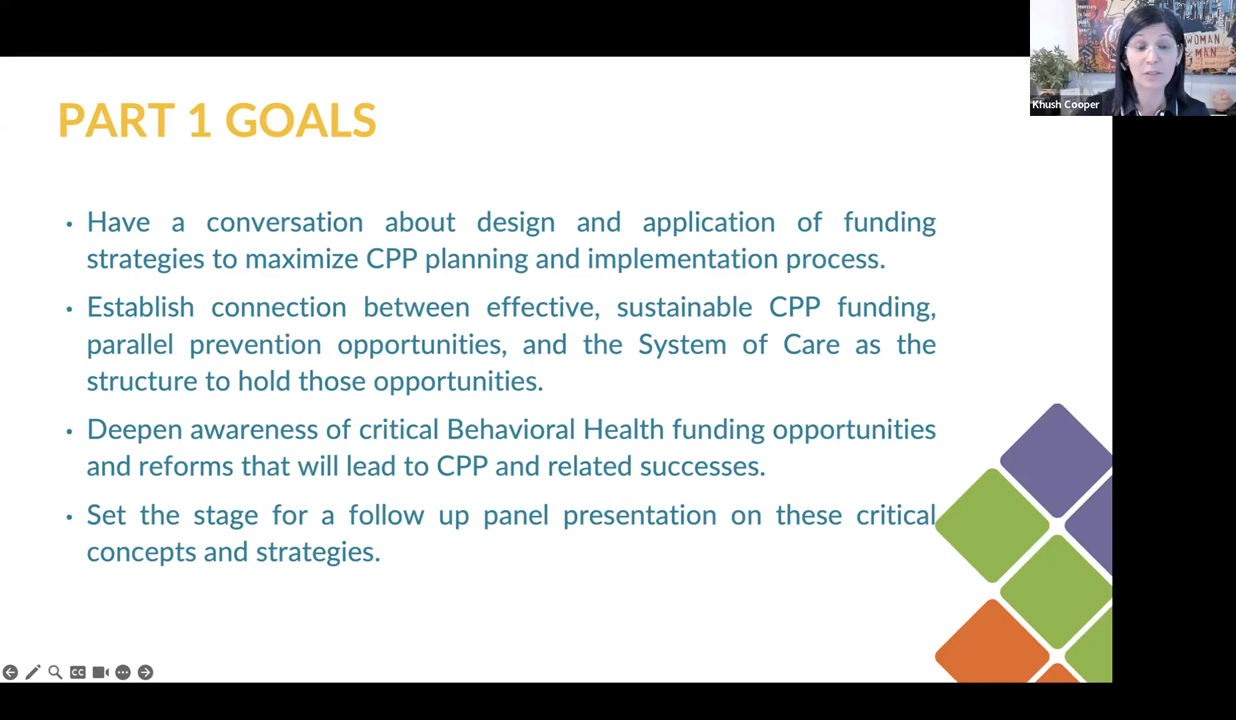 Khush Cooper
WOMAN
MAN
PART 1 GOALS
• Have a conversation about design and application of funding
strategies to maximize CPP planning and implementation process.
• Establish connection between effective, sustainable CPP funding,
parallel prevention opportunities, and the System of Care as the
structure to hold those opportunities.
• Deepen awareness of critical Behavioral Health funding opportunities
and reforms that will lead to CPP and related successes.
• Set the stage for a follow up panel presentation on these critical
concepts and strategies.
CC